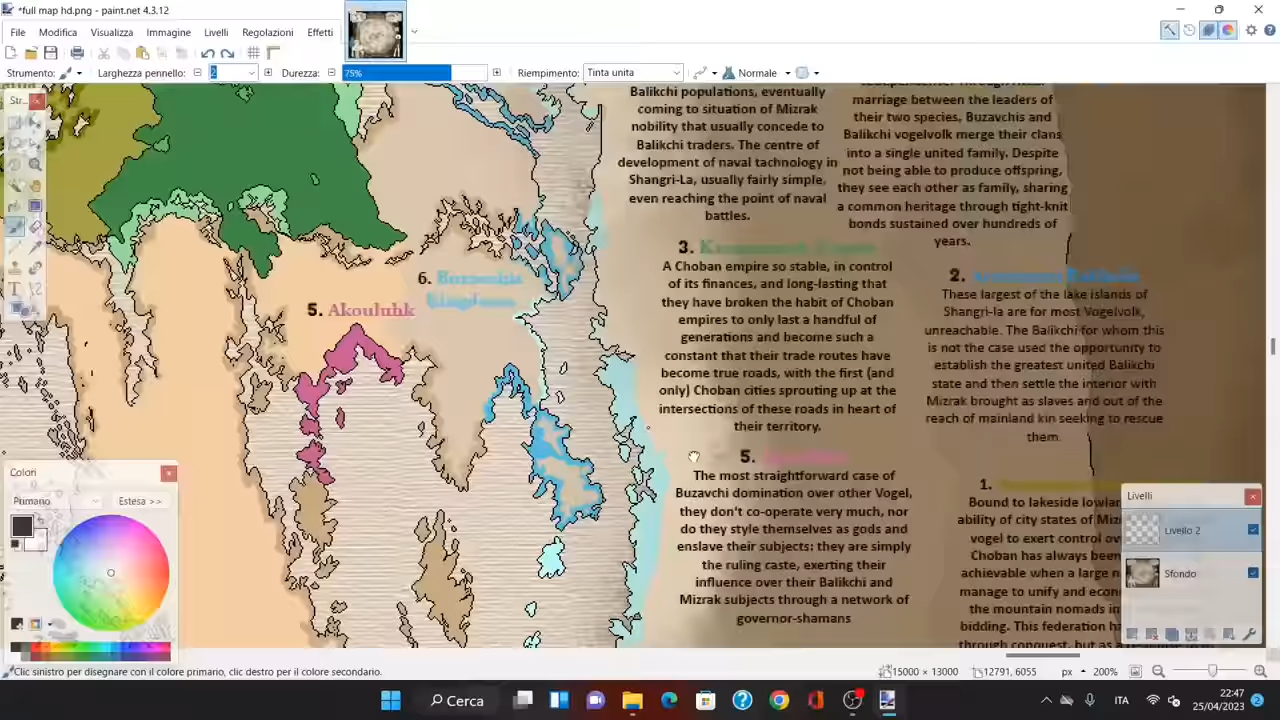 *full map hd.png - paint.net 4.3.12
File Modifica Visualizza Immagine Livelli Regolazioni Effetti
Strumento: Larghezza pennello: 2 Durezza: 75% Riempimento: Tinta unita Normale
Str...
Balikchi populations, eventually
coming to situation of Mizrak
nobility that usually concede to
Balikchi traders. The centre of
development of naval tachnology in
Shangri-La, usually fairly simple,
even reaching the point of naval
battles.
marriage between the leaders of
their two species, Buzavchis and
Balikchi vogelvolk merge their clans
into a single united family. Despite
not being able to produce offspring,
they see each other as family, sharing
a common heritage through tight-knit
bonds sustained over hundreds of
years.
3.
A Choban empire so stable, in control
of its finances, and long-lasting that
they have broken the habit of Choban
empires to only last a handful of
generations and become such a
constant that their trade routes have
become true roads, with the first (and
only) Choban cities sprouting up at the
intersections of these roads in heart of
their territory.
2.
These largest of the lake islands of
Shangri-la are for most Vogelvolk,
unreachable. The Balikchi for whom this
is not the case used the opportunity to
establish the greatest united Balikchi
state and then settle the interior with
Mizrak brought as slaves and out of the
reach of mainland kin seeking to rescue
them.
6.
5. Akouluhk
5.
The most straightforward case of
Buzavchi domination over other Vogel,
they don't co-operate very much, nor
do they style themselves as gods and
enslave their subjects: they are simply
the ruling caste, exerting their
influence over their Balikchi and
Mizrak subjects through a network of
governor-shamans
1.
Bound to lakeside
ability of city states of
vogel to exert control
Choban has always been
achievable when a large
manage to unify and
the mountain nomads
bidding. This federation
through conquest, but as a
Colori
Primario Estesa >>
Livelli
Livello 2
Sfondo
Clic sinistro per disegnare con il colore primario, clic destro per il colore secondario.
15000 × 13000 12791, 6055 px 200%
Cerca
ITA
22:47
25/04/2023
2